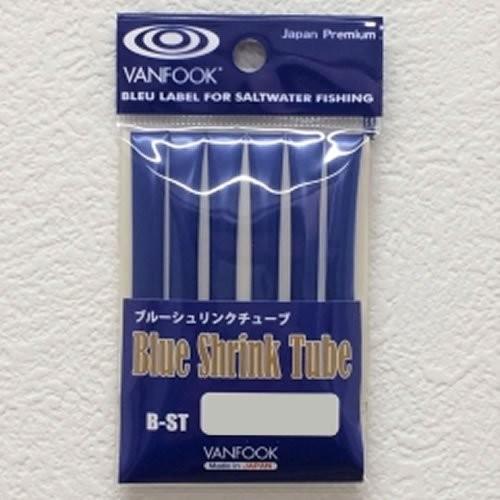 Japan Premium
VANFOOK
BLEU LABEL FOR SALTWATER FISHING
ブルーシュリンクチューブ
Blue Shrink Tube
B-ST
VANFOOK
Made in JAPAN